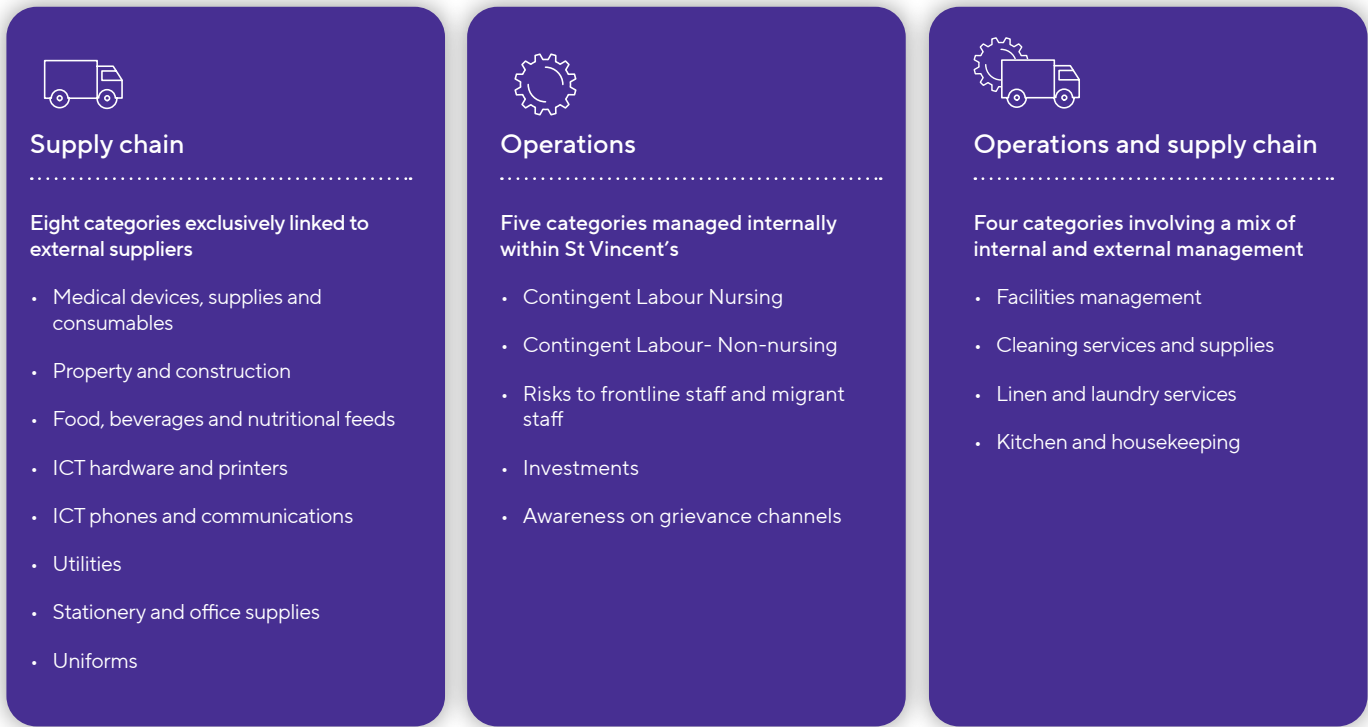 Supply chain
Eight categories exclusively linked to
external suppliers
• Medical devices, supplies and
consumables
• Property and construction
• Food, beverages and nutritional feeds
• ICT hardware and printers
• ICT phones and communications
• Utilities
• Stationery and office supplies
• Uniforms
Operations
Five categories managed internally
within St Vincent’s
• Contingent Labour Nursing
• Contingent Labour- Non-nursing
• Risks to frontline staff and migrant
staff
• Investments
• Awareness on grievance channels
Operations and supply chain
Four categories involving a mix of
internal and external management
• Facilities management
• Cleaning services and supplies
• Linen and laundry services
• Kitchen and housekeeping